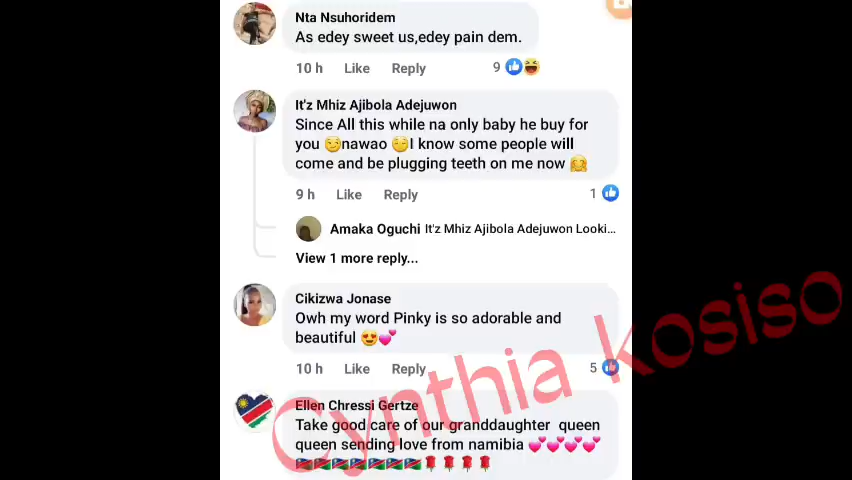 Nta Nsuhoridem
As edey sweet us,edey pain dem.
10 h Like Reply 9
It'z Mhiz Ajibola Adejuwon
Since All this while na only baby he buy for
you 😏nawao 😌I know some people will
come and be plugging teeth on me now 🤗
9 h Like Reply 1
Amaka Oguchi It'z Mhiz Ajibola Adejuwon Looki...
View 1 more reply...
Cikizwa Jonase
Owh my word Pinky is so adorable and
beautiful 😍💕
10 h Like Reply 5
Ellen Chressi Gertze
Take good care of our granddaughter queen
queen sending love from namibia 💕💕💕💕
🇳🇦🇳🇦🇳🇦🇳🇦🇳🇦🇳🇦🇳🇦🌹🌹🌹🌹
Cynthia kosiso